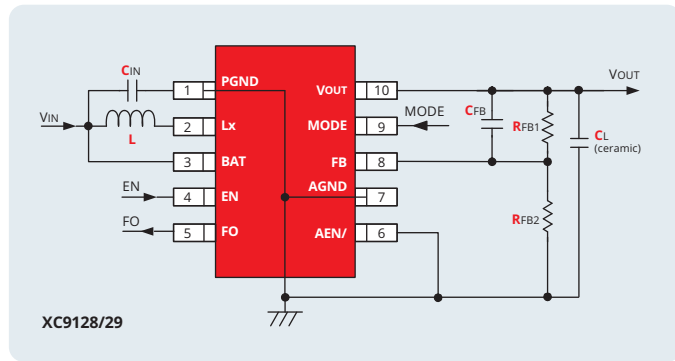 CIN
VIN
L
1 PGND
2 Lx
3 BAT
EN 4 EN
FO 5 FO
VOUT 10
MODE 9 MODE
FB 8
AGND 7
AEN/ 6
CFB
RFB1
RFB2
CL
(ceramic)
VOUT
XC9128/29